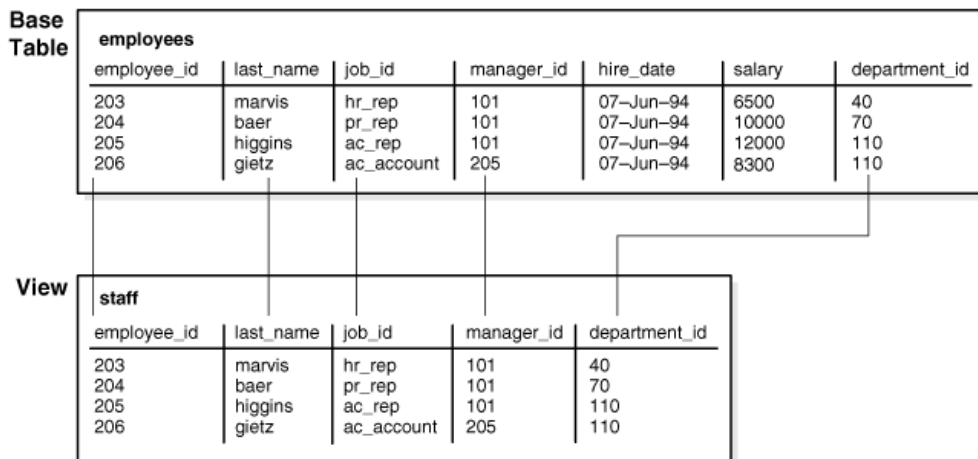 Base
Table
employees
employee_id last_name job_id manager_id hire_date salary department_id
203 marvis hr_rep 101 07–Jun–94 6500 40
204 baer pr_rep 101 07–Jun–94 10000 70
205 higgins ac_rep 101 07–Jun–94 12000 110
206 gietz ac_account 205 07–Jun–94 8300 110
View
staff
employee_id last_name job_id manager_id department_id
203 marvis hr_rep 101 40
204 baer pr_rep 101 70
205 higgins ac_rep 101 110
206 gietz ac_account 205 110